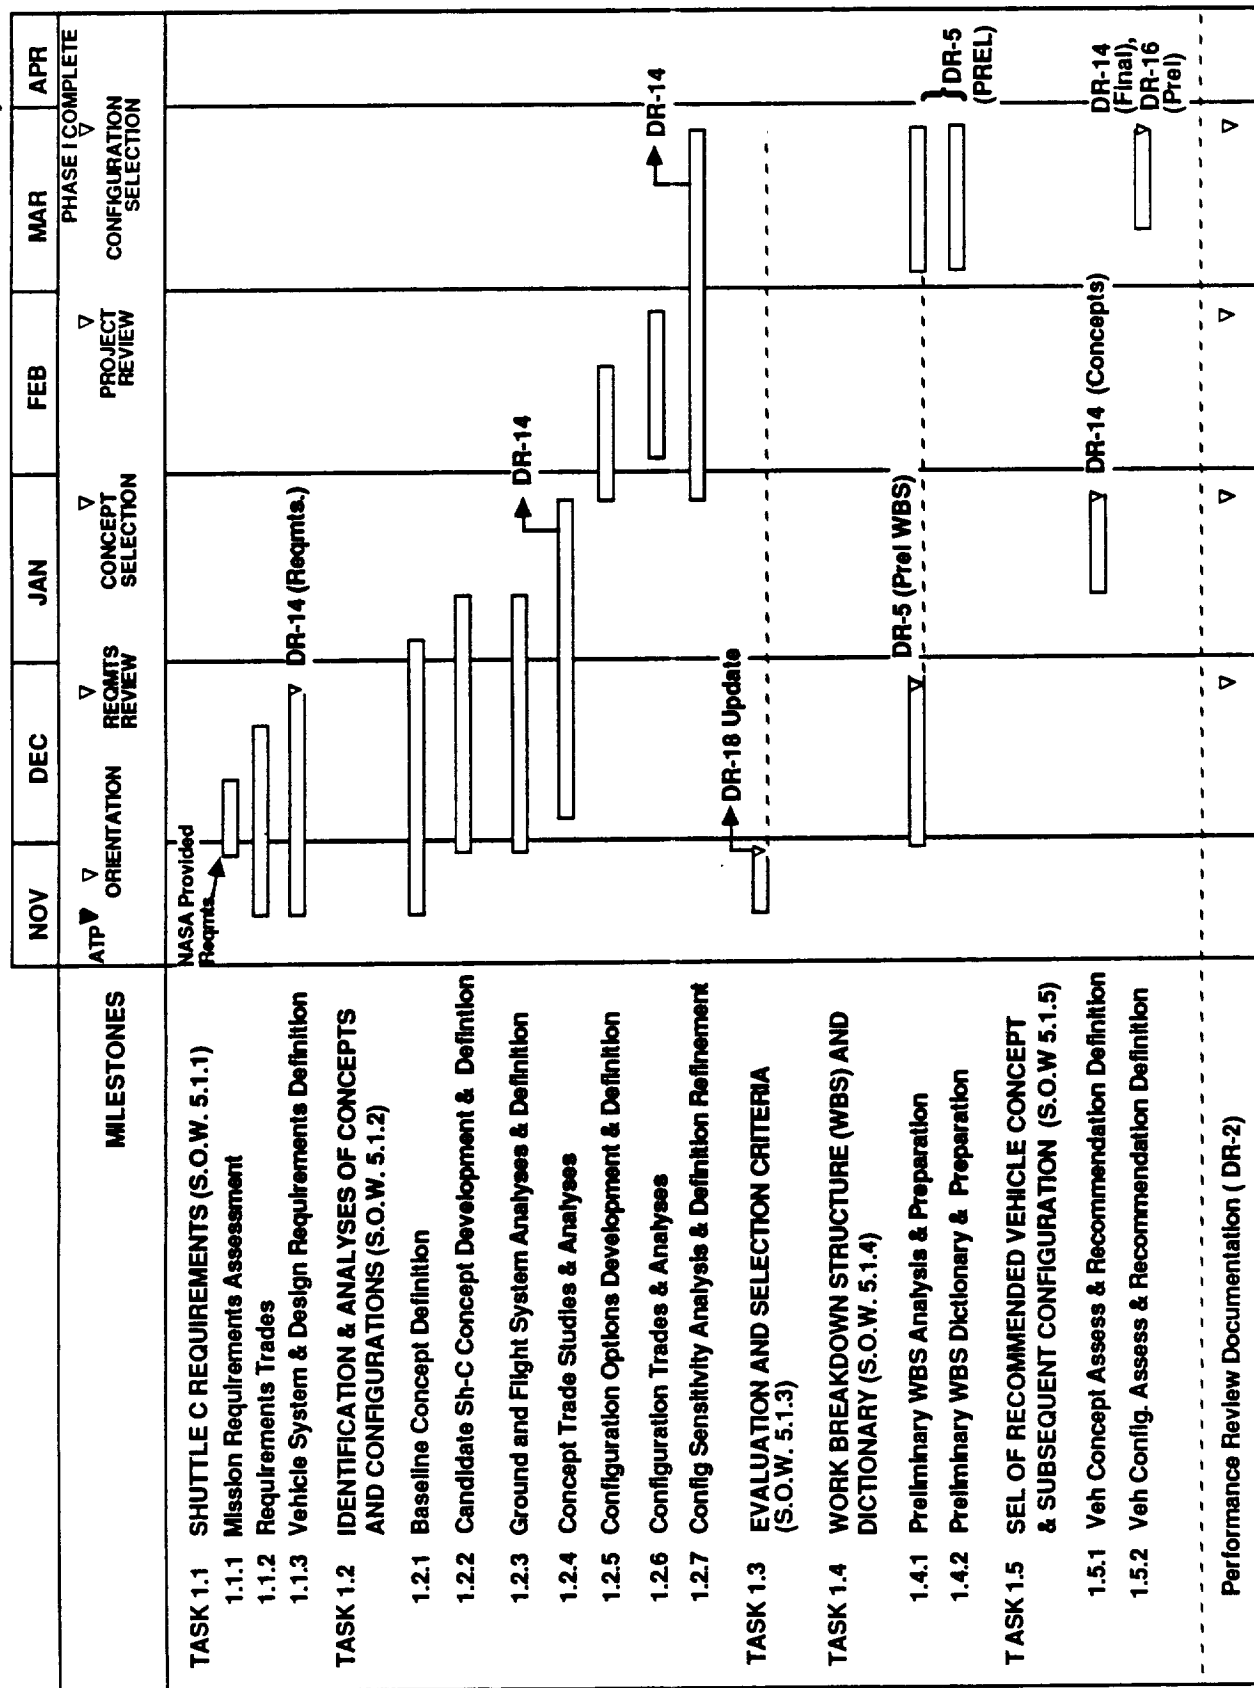 NOV DEC JAN FEB MAR APR
MILESTONES
ATP
ORIENTATION
REQMTS
REVIEW
CONCEPT
SELECTION
PROJECT
REVIEW
PHASE I COMPLETE
CONFIGURATION
SELECTION
TASK 1.1 SHUTTLE C REQUIREMENTS (S.O.W. 5.1.1)
NASA Provided
Reqmts.
1.1.1 Mission Requirements Assessment
1.1.2 Requirements Trades
1.1.3 Vehicle System & Design Requirements Definition
DR-14 (Reqmts.)
TASK 1.2 IDENTIFICATION & ANALYSES OF CONCEPTS
AND CONFIGURATIONS (S.O.W. 5.1.2)
1.2.1 Baseline Concept Definition
1.2.2 Candidate Sh-C Concept Development & Defintion
1.2.3 Ground and Flight System Analyses & Definition
DR-14
1.2.4 Concept Trade Studies & Analyses
1.2.5 Configuration Options Development & Definition
1.2.6 Configuration Trades & Analyses
DR-14
1.2.7 Config Sensitivity Analysis & Definition Refinement
DR-18 Update
TASK 1.3 EVALUATION AND SELECTION CRITERIA
(S.O.W. 5.1.3)
TASK 1.4 WORK BREAKDOWN STRUCTURE (WBS) AND
DICTIONARY (S.O.W. 5.1.4)
DR-5 (Prel WBS)
1.4.1 Preliminary WBS Analysis & Preparation
1.4.2 Preliminary WBS Dictionary & Preparation
DR-5
(PREL)
TASK 1.5 SEL OF RECOMMENDED VEHICLE CONCEPT
& SUBSEQUENT CONFIGURATION (S.O.W 5.1.5)
1.5.1 Veh Concept Assess & Recommendation Definition
DR-14 (Concepts)
1.5.2 Veh Config. Assess & Recommendation Definition
DR-14
(Final),
DR-16
(Prel)
Performance Review Documentation ( DR-2)